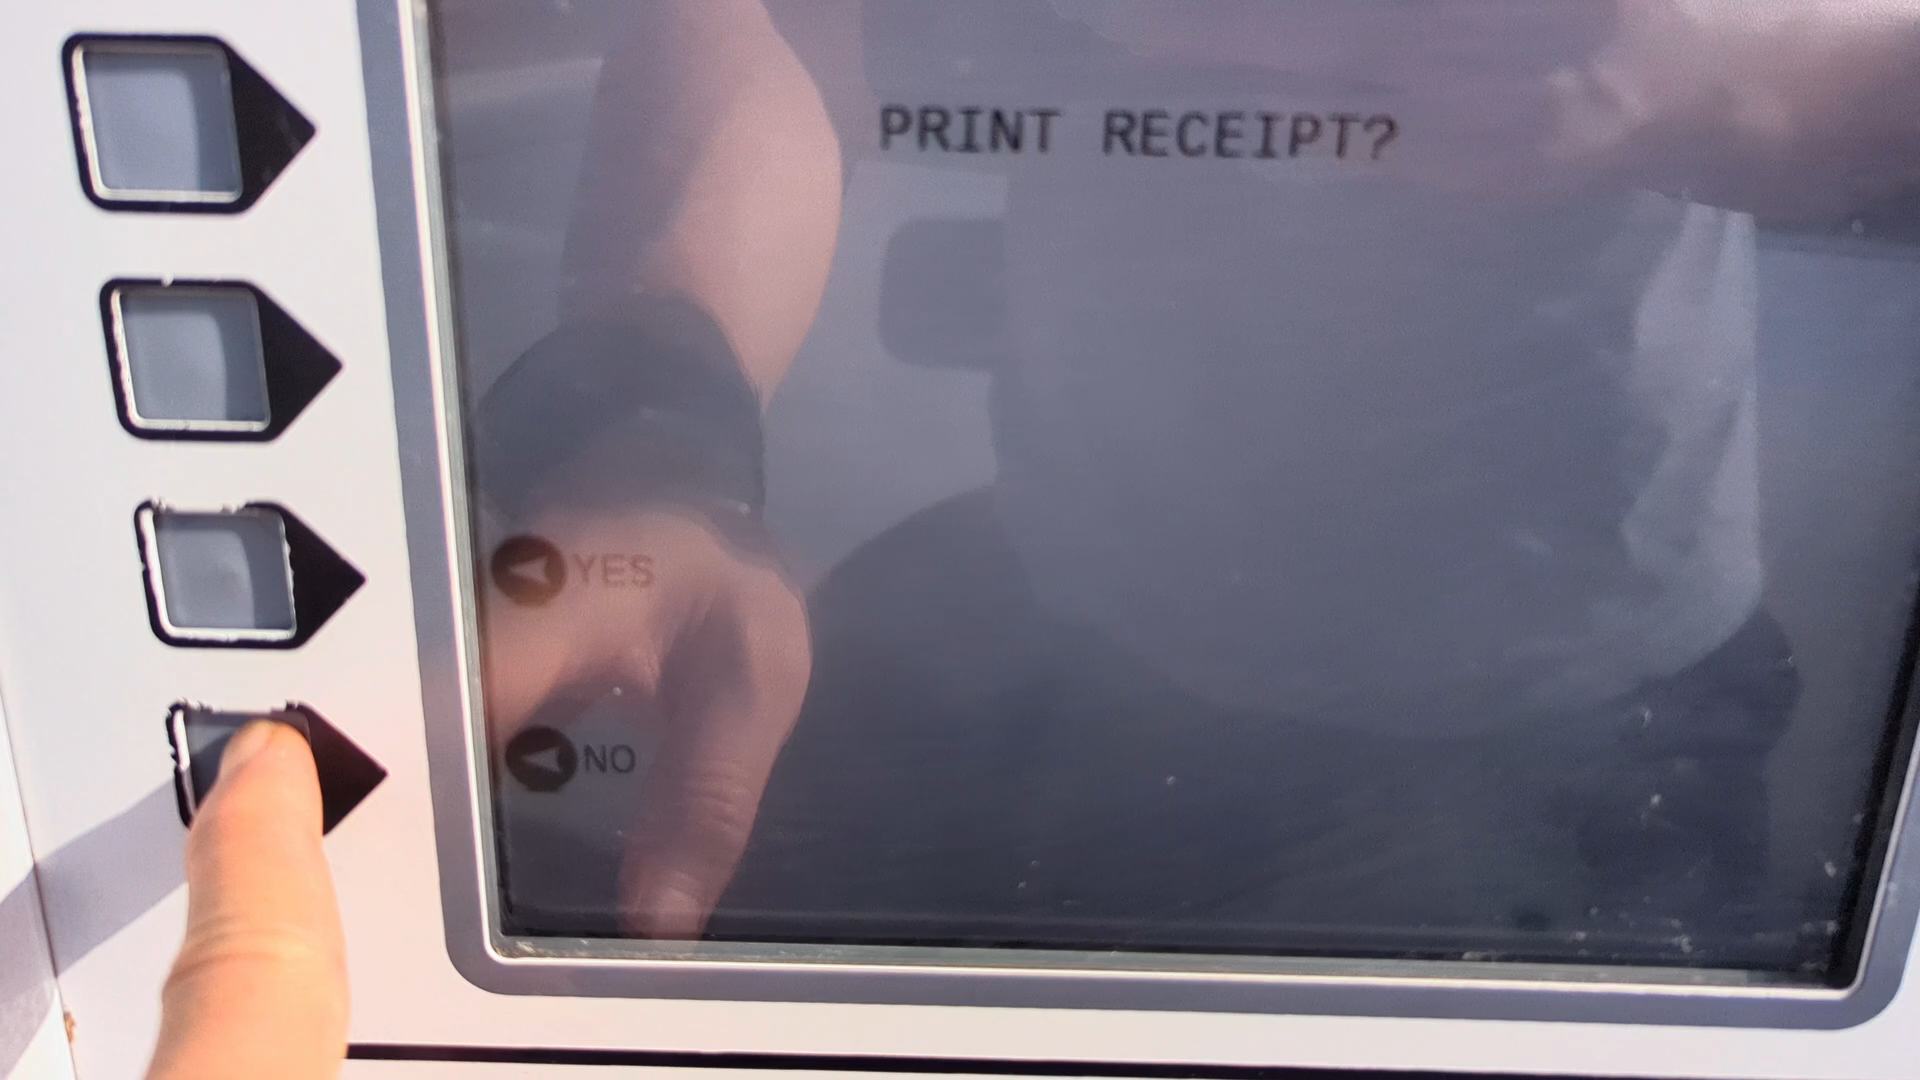 PRINT RECEIPT?
YES
NO